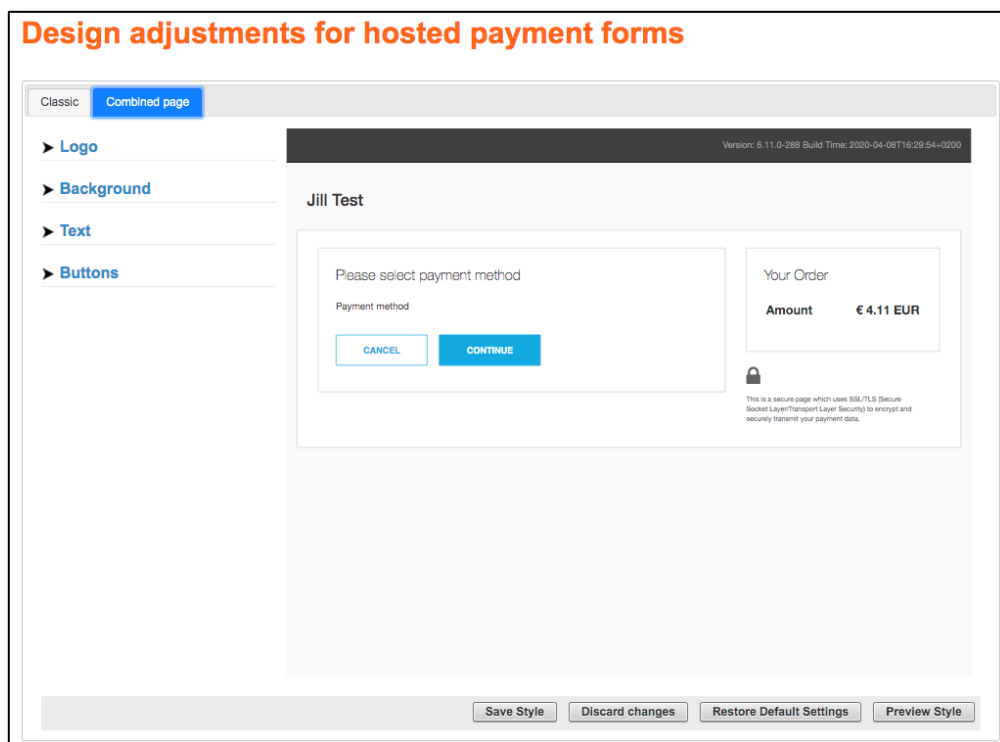 Design adjustments for hosted payment forms
Classic
Combined page
Logo
Background
Text
Buttons
Version: 6.11.0-288 Build Time: 2020-04-08T16:29:54+0200
Jill Test
Please select payment method
Payment method
CANCEL
CONTINUE
Your Order
Amount € 4.11 EUR
This is a secure page which uses SSL/TLS (Secure
Socket Layer/Transport Layer Security) to encrypt and
securely transmit your payment data.
Save Style
Discard changes
Restore Default Settings
Preview Style